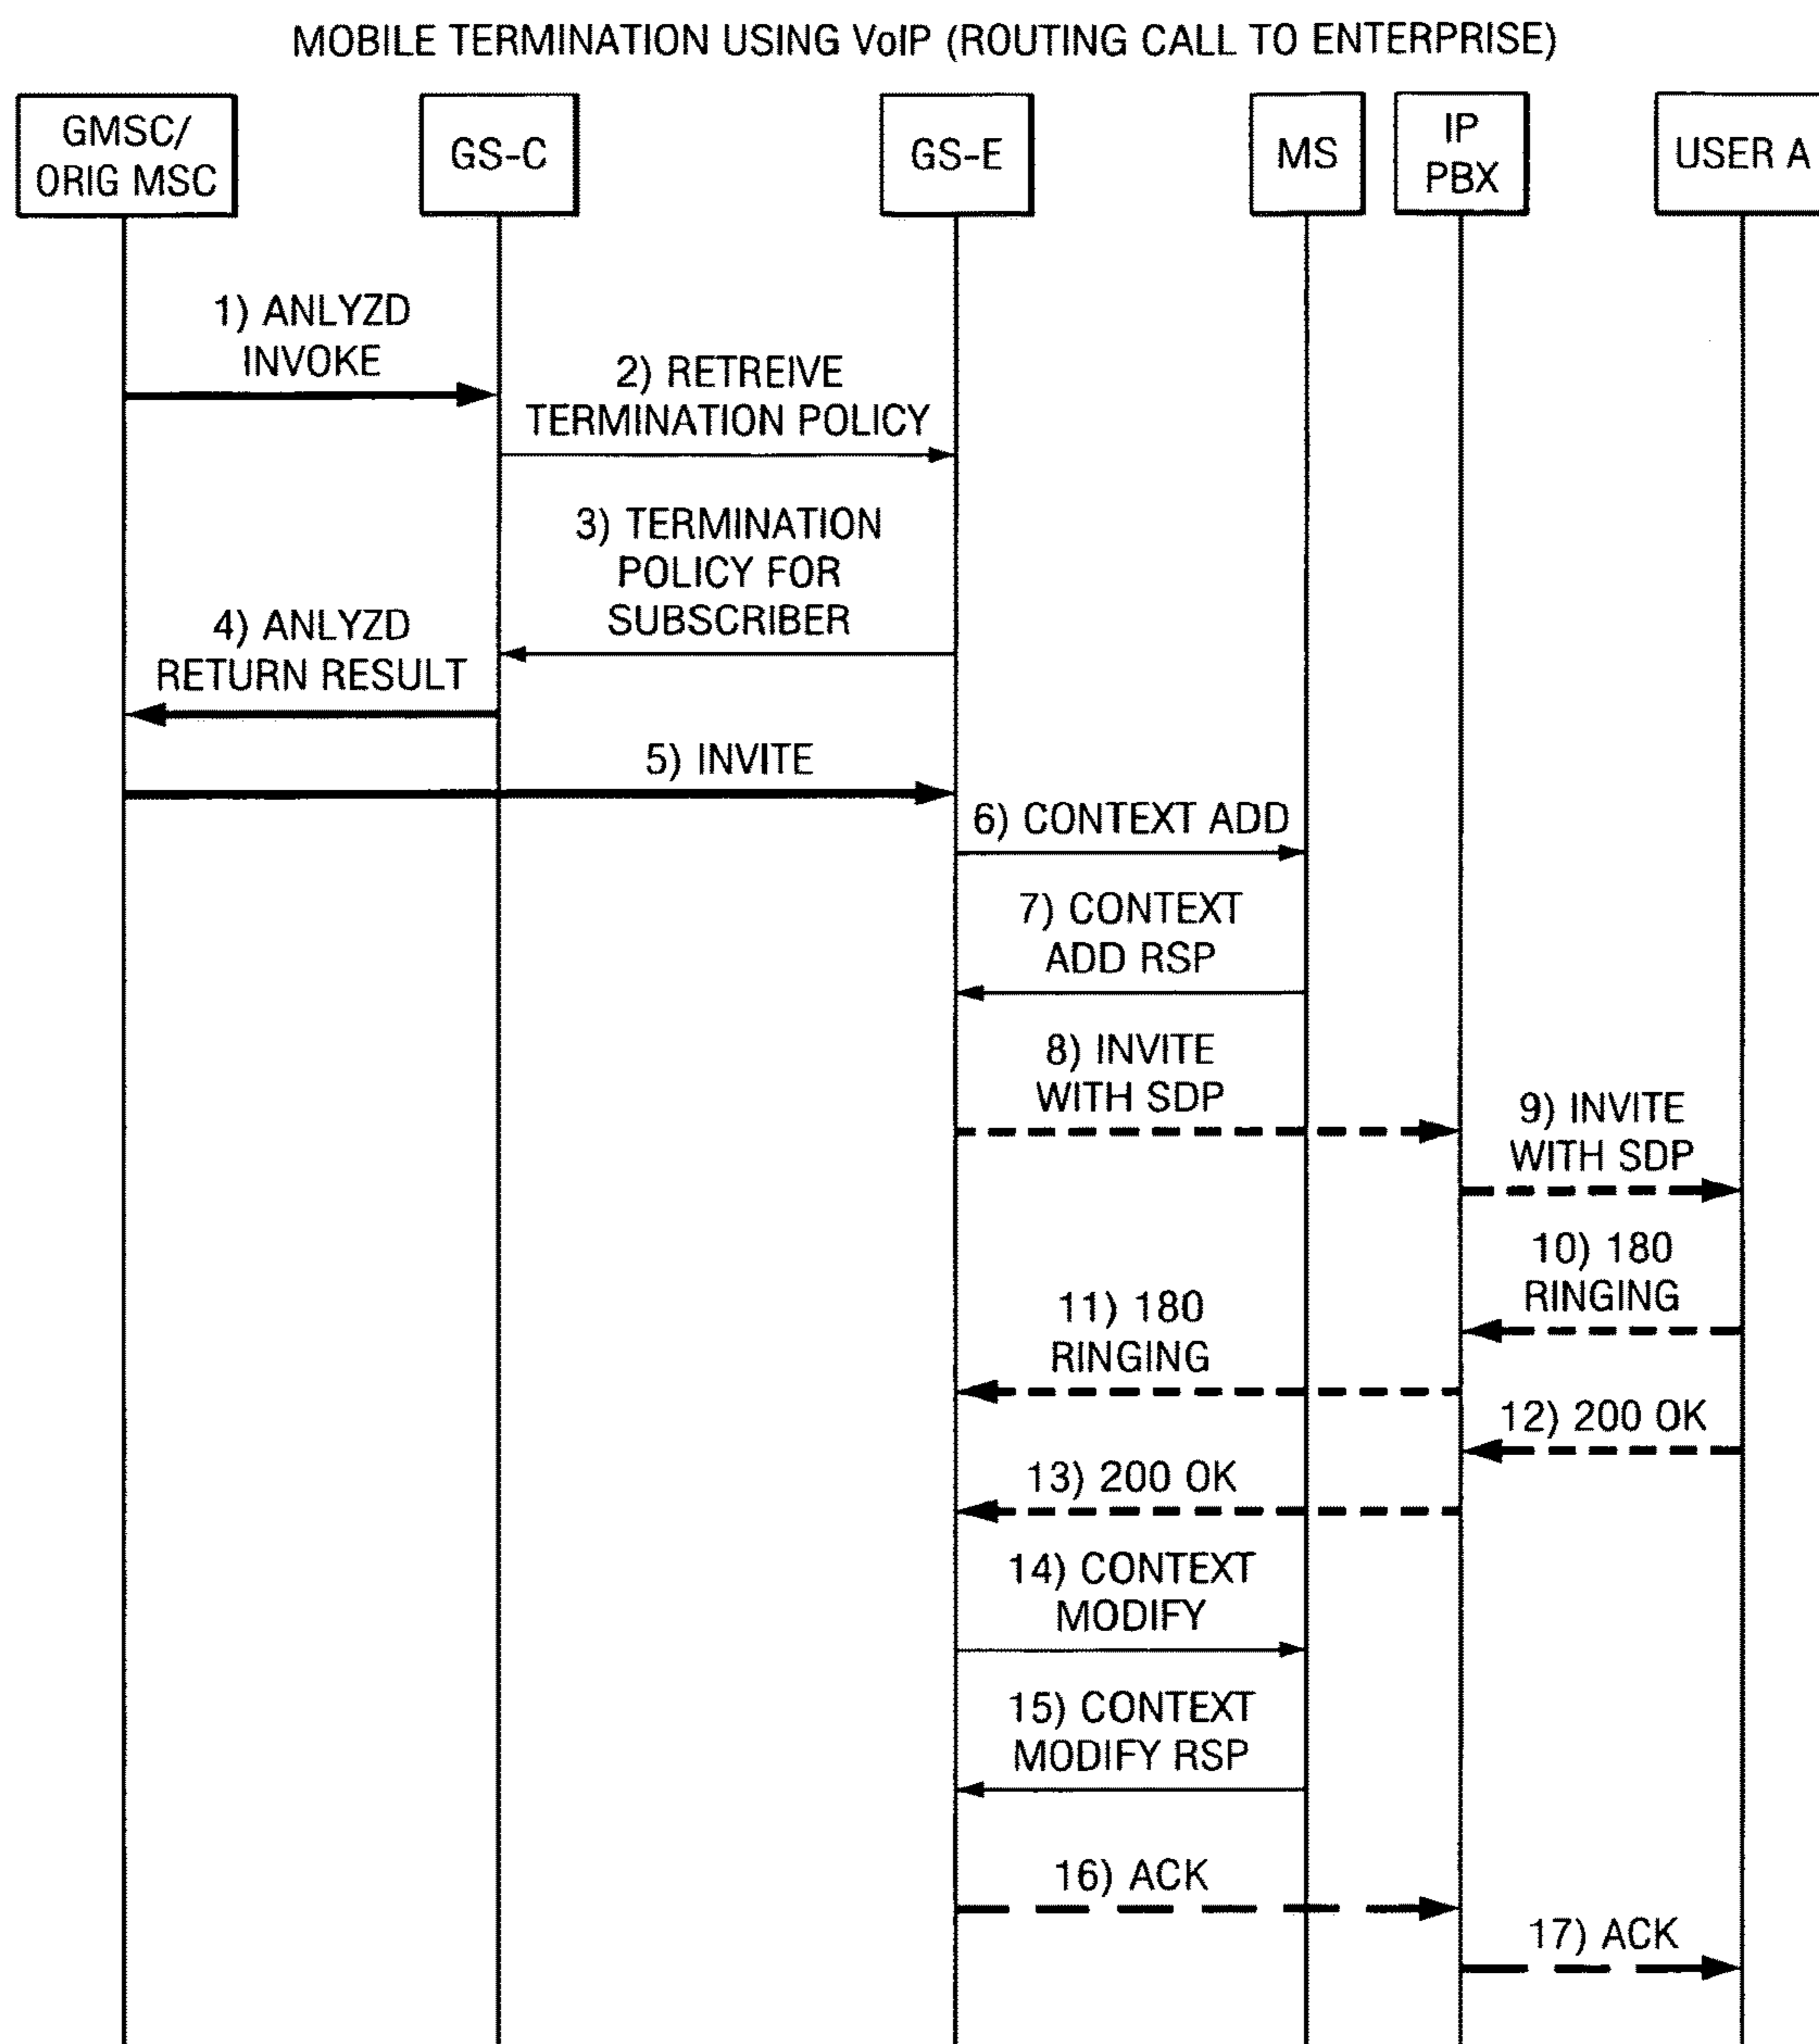 MOBILE TERMINATION USING VoIP (ROUTING CALL TO ENTERPRISE)
GMSC/
ORIG MSC
GS-C
GS-E
MS
IP
PBX
USER A
1) ANLYZD
INVOKE
2) RETREIVE
TERMINATION POLICY
3) TERMINATION
POLICY FOR
SUBSCRIBER
4) ANLYZD
RETURN RESULT
5) INVITE
6) CONTEXT ADD
7) CONTEXT
ADD RSP
8) INVITE
WITH SDP
9) INVITE
WITH SDP
10) 180
RINGING
11) 180
RINGING
12) 200 OK
13) 200 OK
14) CONTEXT
MODIFY
15) CONTEXT
MODIFY RSP
16) ACK
17) ACK